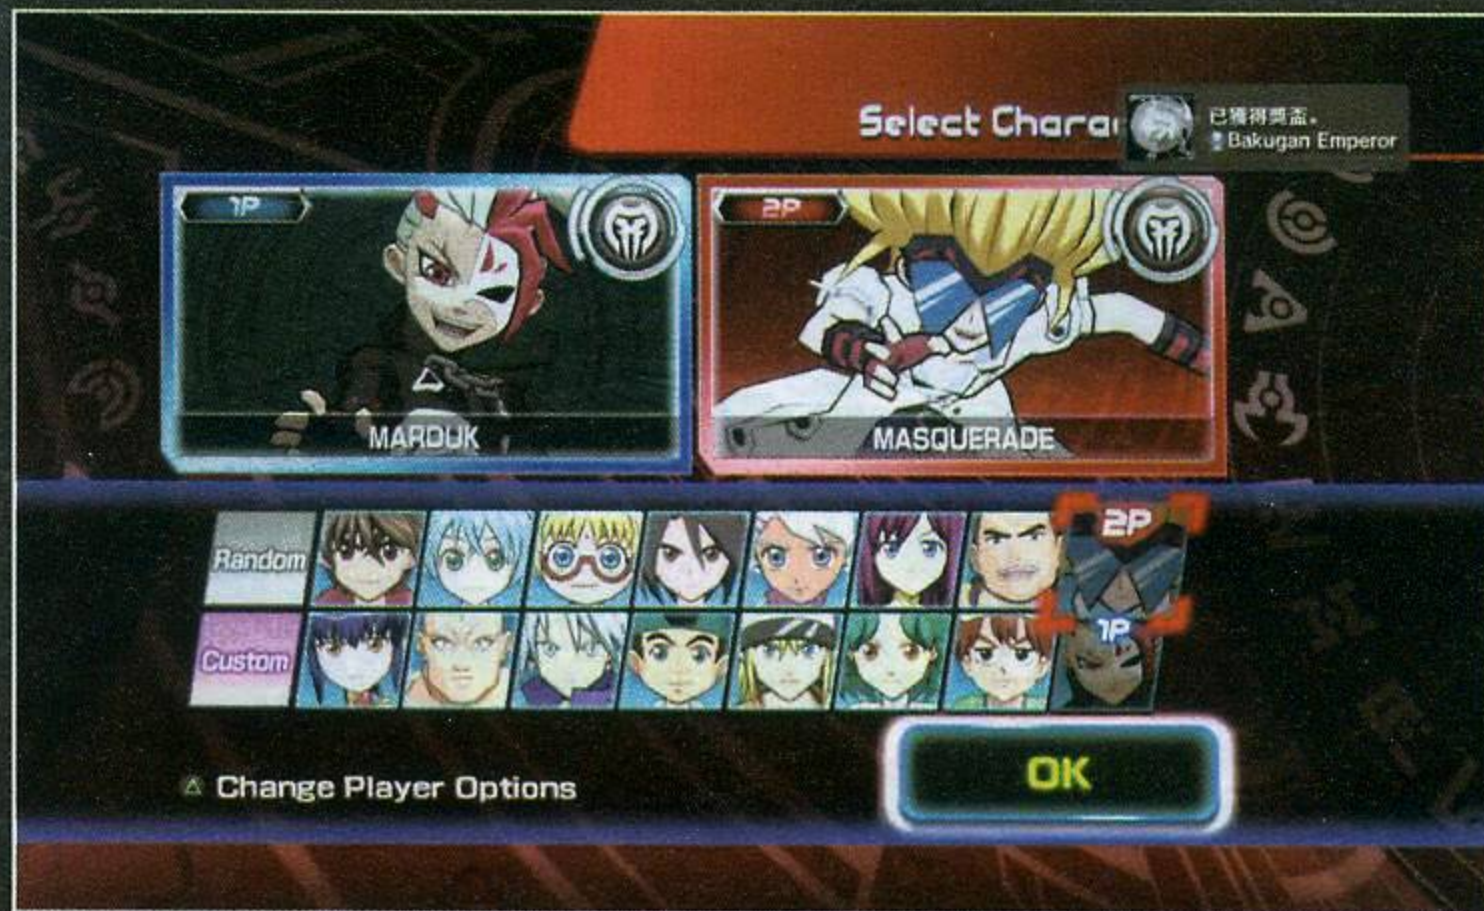 Select Chara
已獲得獎盃。
Bakugan Emperor
1P
2P
MARDUK
MASQUERADE
Random
2P
Custom
1P
Change Player Options
OK